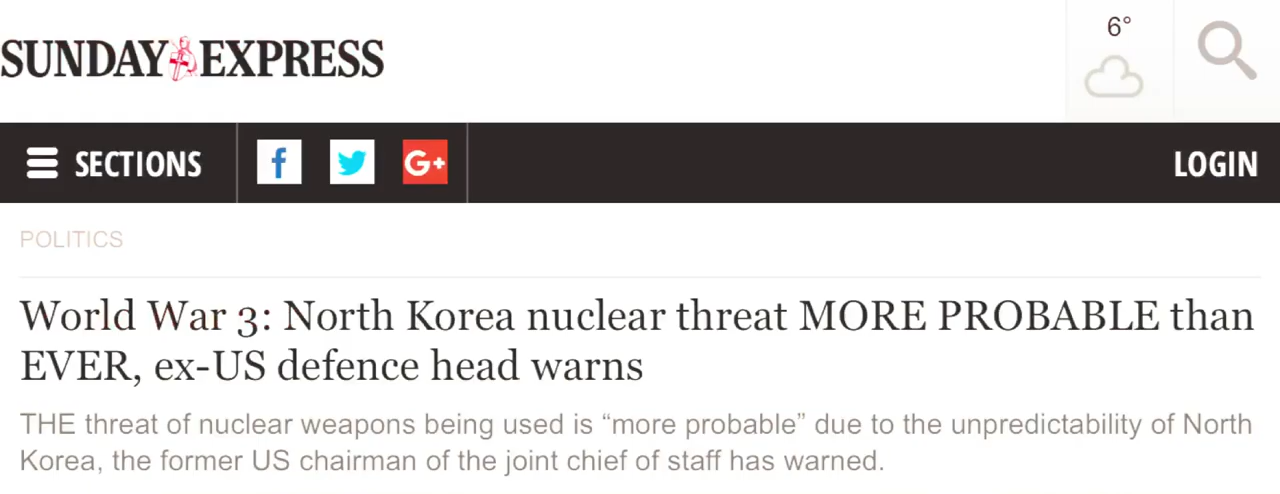 SUNDAY EXPRESS
6°
SECTIONS
f
G+
LOGIN
POLITICS
World War 3: North Korea nuclear threat MORE PROBABLE than
EVER, ex-US defence head warns
THE threat of nuclear weapons being used is “more probable” due to the unpredictability of North
Korea, the former US chairman of the joint chief of staff has warned.